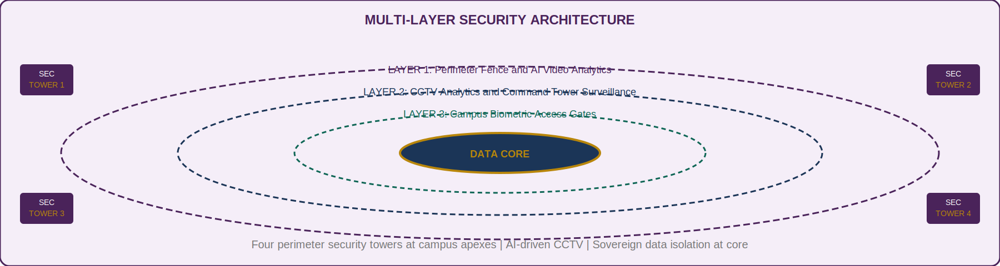 MULTI-LAYER SECURITY ARCHITECTURE
LAYER 1: Perimeter Fence and AI Video Analytics
SEC
TOWER 1
SEC
TOWER 2
LAYER 2: CCTV Analytics and Command Tower Surveillance
LAYER 3: Campus Biometric Access Gates
DATA CORE
SEC
TOWER 3
SEC
TOWER 4
Four perimeter security towers at campus apexes | AI-driven CCTV | Sovereign data isolation at core